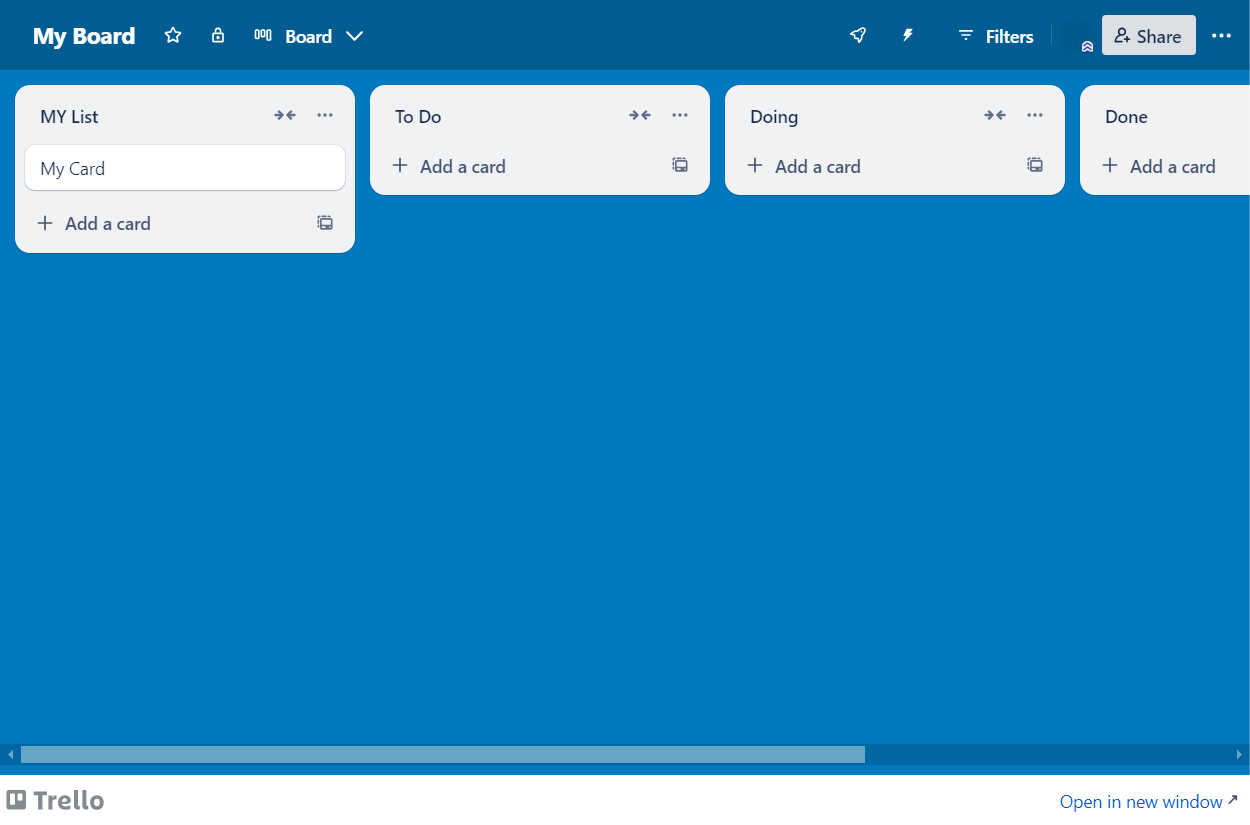 My Board
Board
Filters
Share
MY List
My Card
Add a card
To Do
Add a card
Doing
Add a card
Done
Add a card
Trello
Open in new window